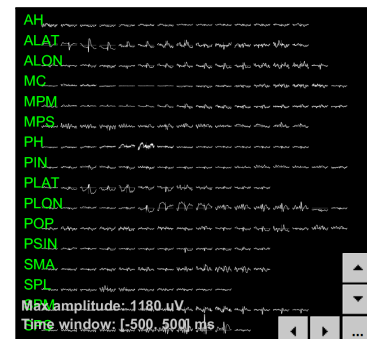 AH
ALAT
ALON
MC
MPM
MPS
PH
PIN
PLAT
PLON
POP
PSIN
SMA
SPL
Max amplitude: 1180 uV
Time window: [-500, 500] ms
...